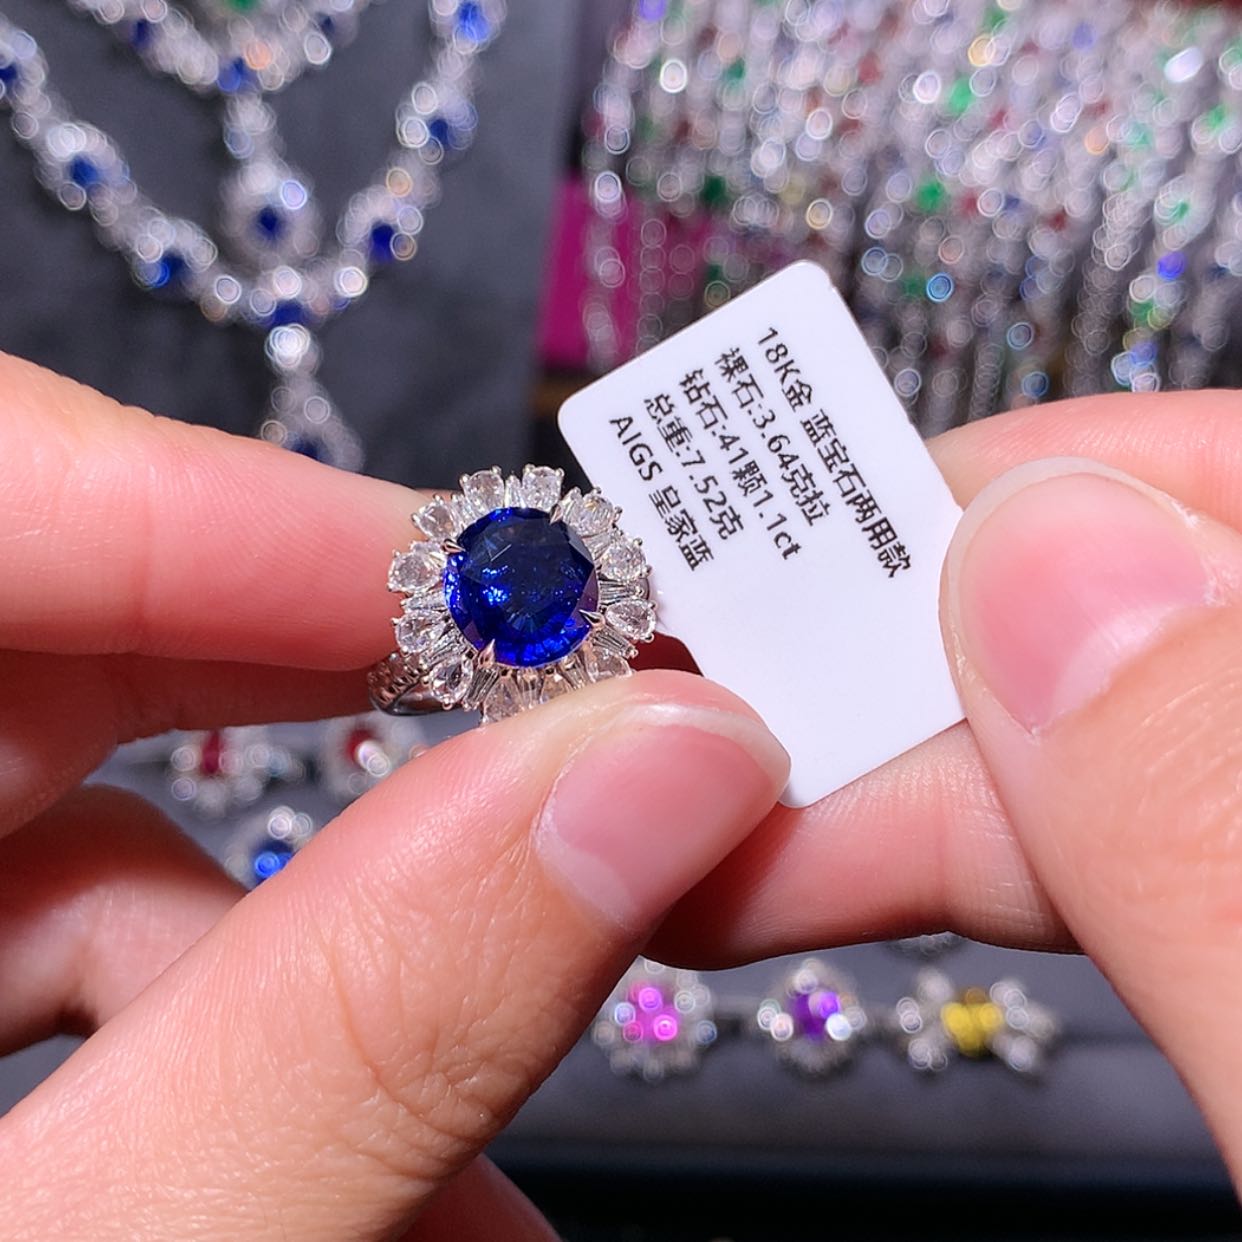 18K金 蓝宝石两用款
裸石:3.64克拉
钻石:41颗1.1ct
总重:7.52克
AIGS 呈家蓝